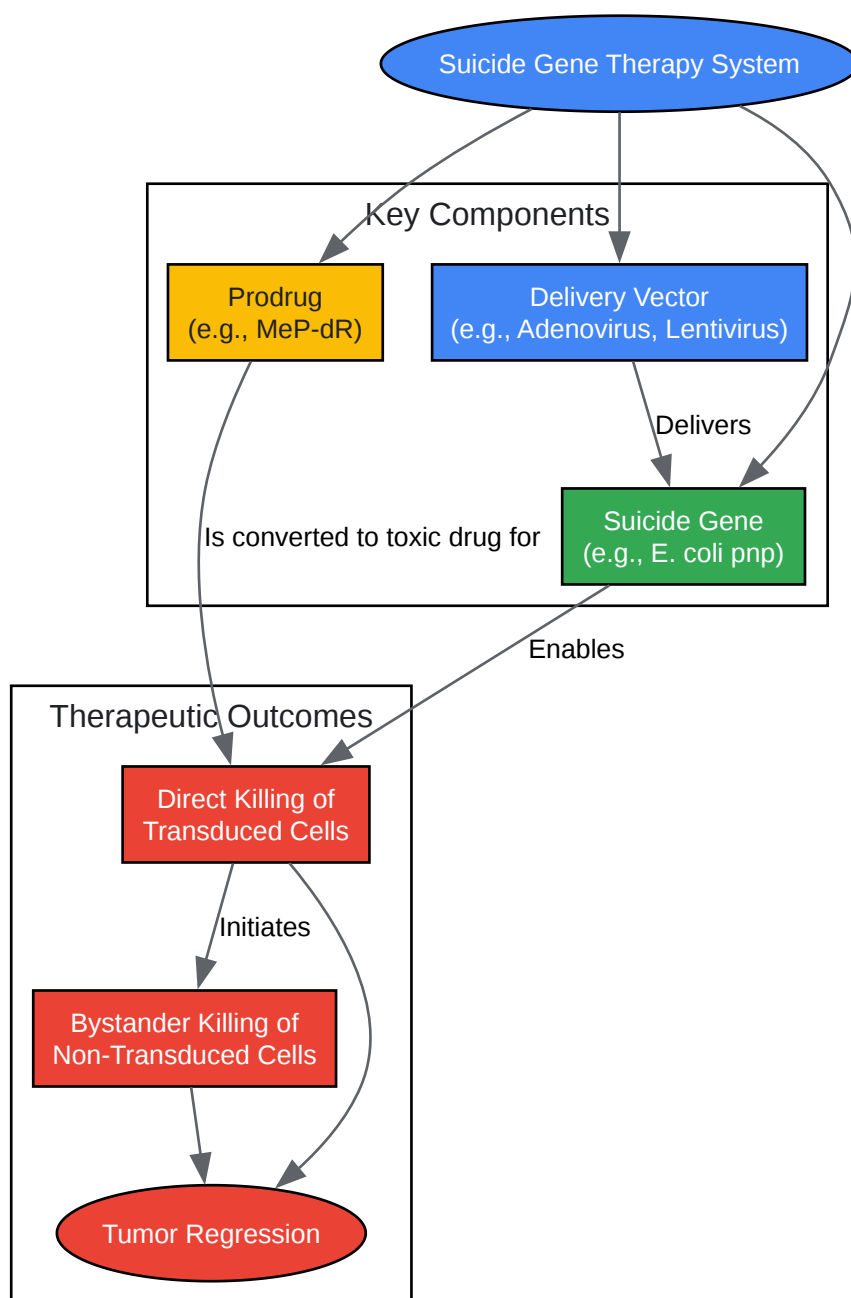 Suicide Gene Therapy System
Key Components
Prodrug
(e.g., MeP-dR)
Delivery Vector
(e.g., Adenovirus, Lentivirus)
Delivers
Suicide Gene
(e.g., E. coli pnp)
Is converted to toxic drug for
Enables
Therapeutic Outcomes
Direct Killing of
Transduced Cells
Initiates
Bystander Killing of
Non-Transduced Cells
Tumor Regression